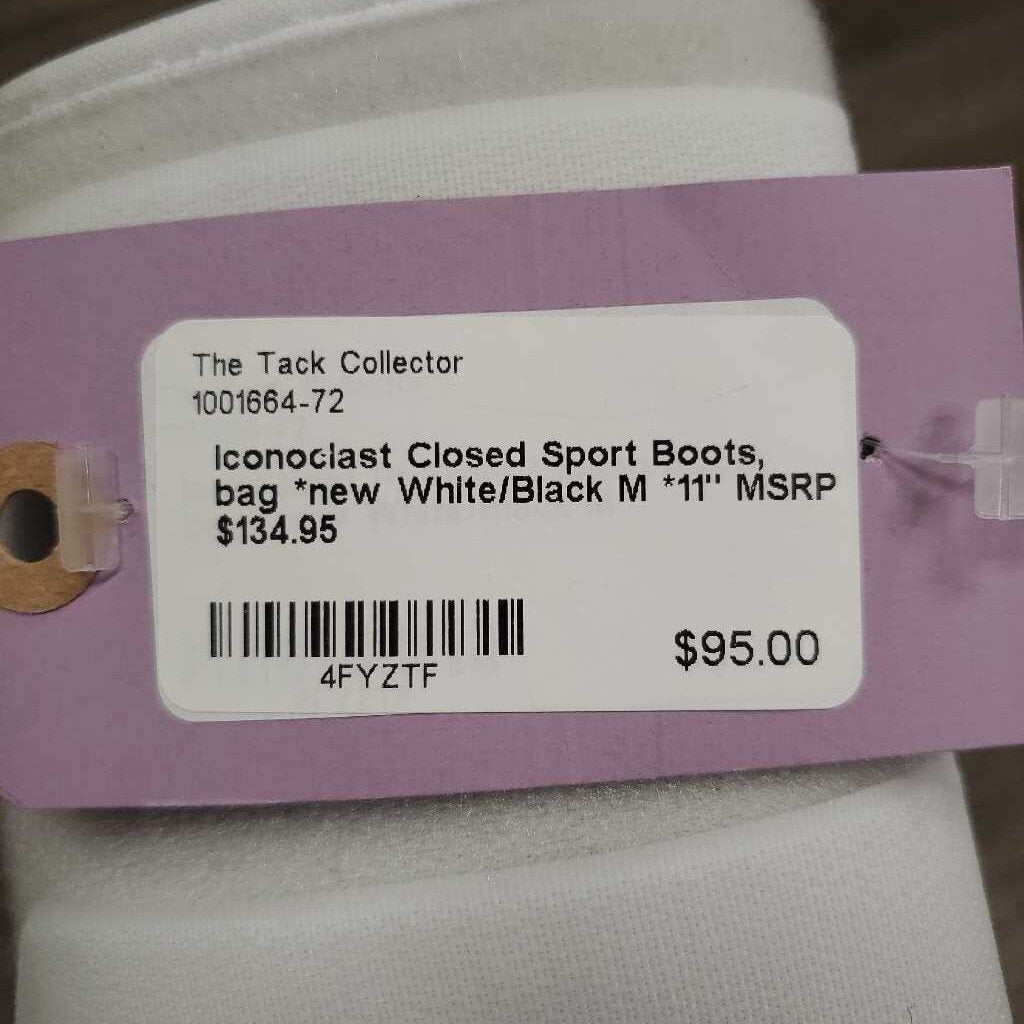 The Tack Collector
1001664-72
Iconoclast Closed Sport Boots,
bag *new White/Black M *11" MSRP
$134.95
4FYZTF
$95.00